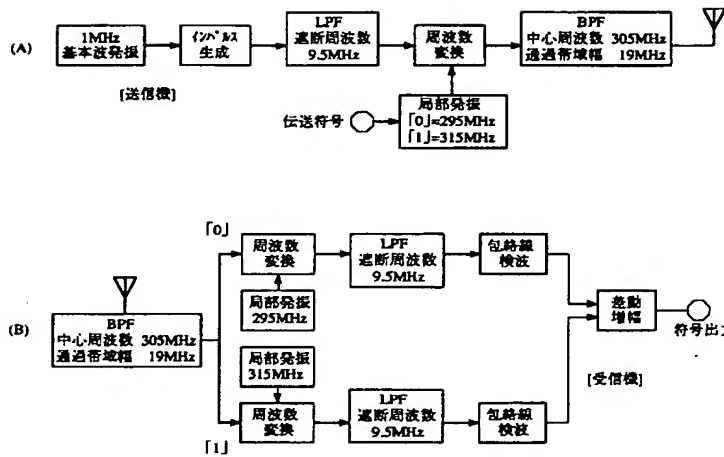 (A)
1MHz
基本波発振
インパルス
生成
LPF
遮断周波数
9.5MHz
周波数
変換
BPF
中心周波数 305MHz
通過帯域幅 19MHz
[送信機]
伝送符号
局部発振
「0」=295MHz
「1」=315MHz
(B)
BPF
中心周波数 305MHz
通過帯域幅 19MHz
「0」
周波数
変換
局部発振
295MHz
LPF
遮断周波数
9.5MHz
包絡線
検波
局部発振
315MHz
周波数
変換
「1」
LPF
遮断周波数
9.5MHz
包絡線
検波
差動
増幅
符号出力
[受信機]